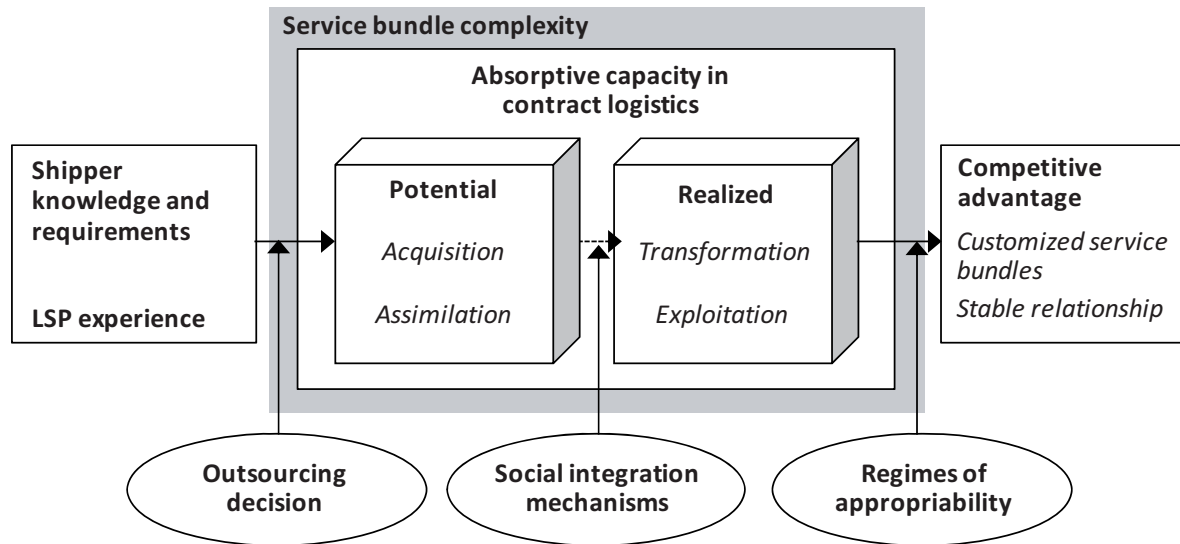 Service bundle complexity
Absorptive capacity in
contract logistics
Shipper
knowledge and
requirements
LSP experience
Potential
Acquisition
Assimilation
Realized
Transformation
Exploitation
Competitive
advantage
Customized service
bundles
Stable relationship
Outsourcing
decision
Social integration
mechanisms
Regimes of
appropriability